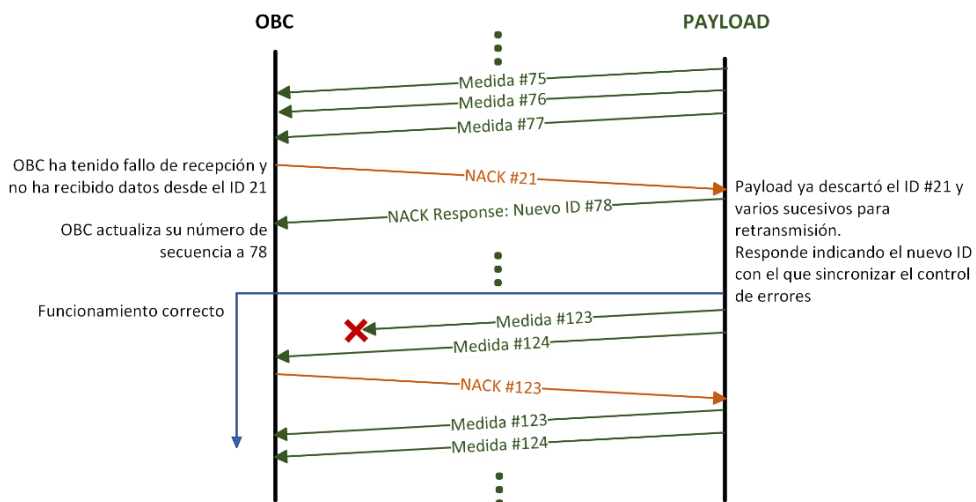 OBC
PAYLOAD
Medida #75
Medida #76
Medida #77
OBC ha tenido fallo de recepción y
no ha recibido datos desde el ID 21
NACK #21
Payload ya descartó el ID #21 y
varios sucesivos para
retransmisión.
Responde indicando el nuevo ID
con el que sincronizar el control
de errores
NACK Response: Nuevo ID #78
OBC actualiza su número de
secuencia a 78
Funcionamiento correcto
Medida #123
Medida #124
NACK #123
Medida #123
Medida #124